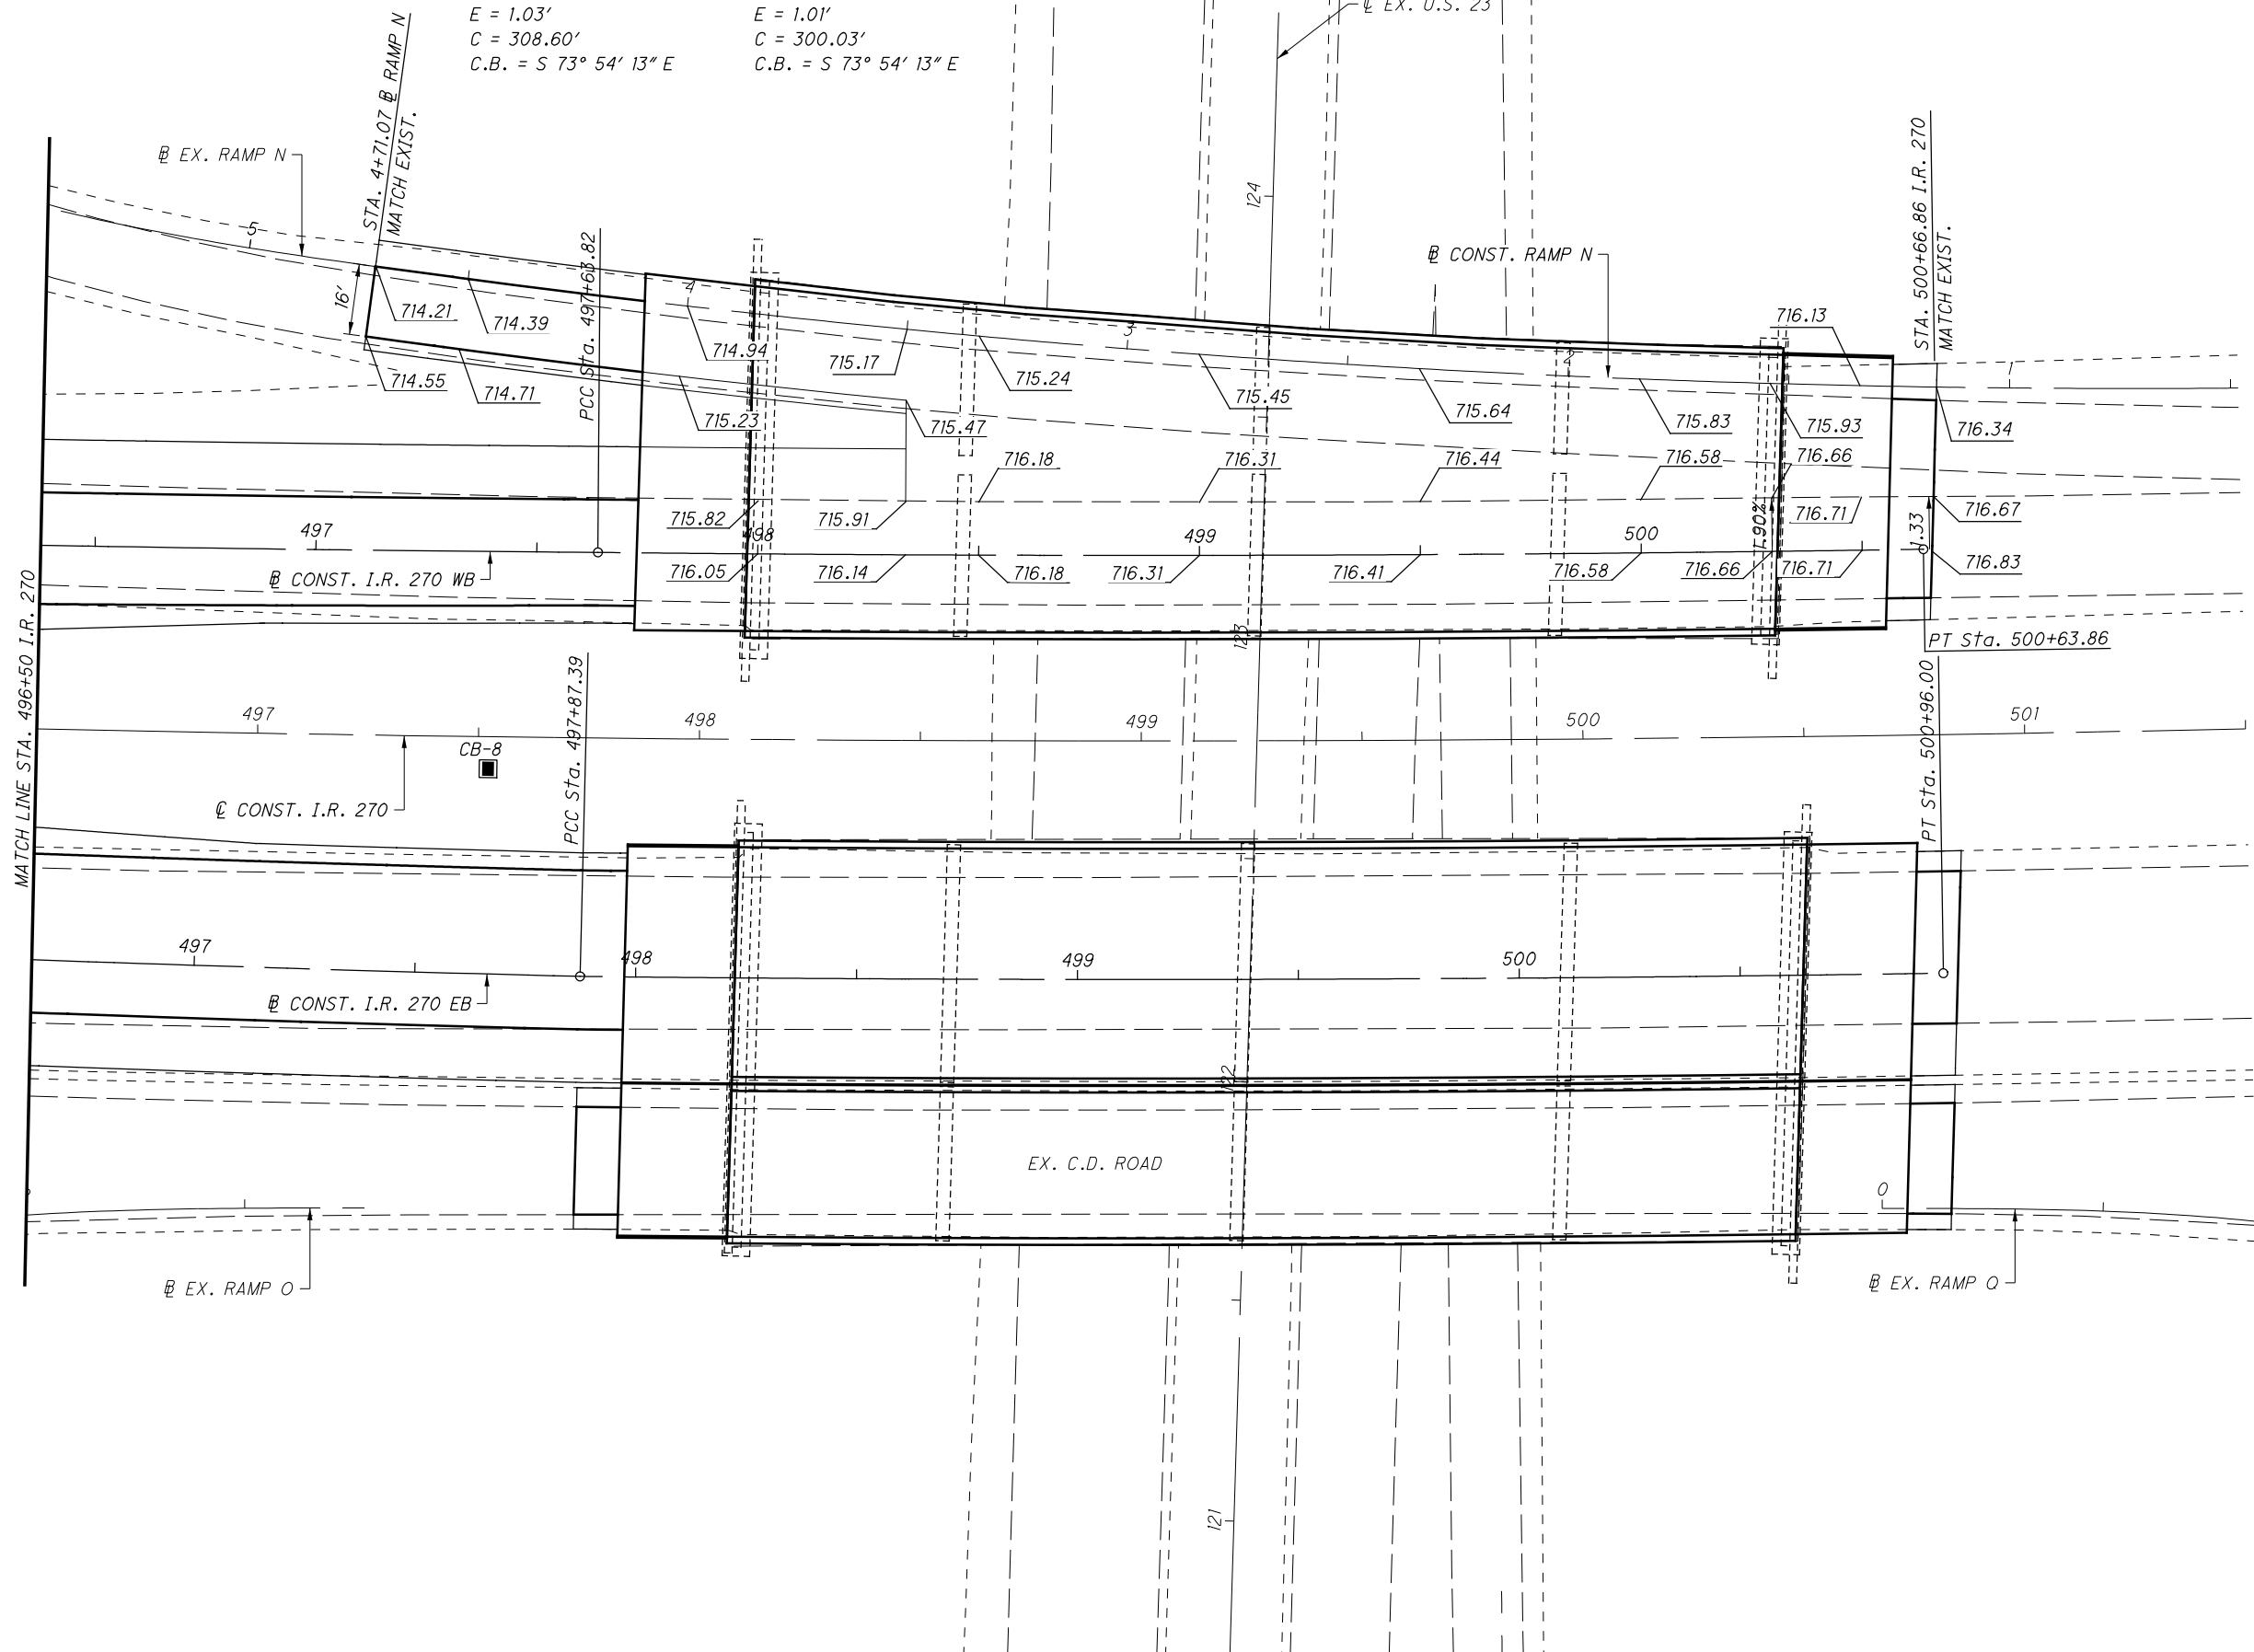 E = 1.03'
C = 308.60'
C.B. = S 73° 54' 13" E
E = 1.01'
C = 300.03'
C.B. = S 73° 54' 13" E
℄ EX. U.S. 23
STA. 4+71.07 ⅊ RAMP N
MATCH EXIST.
⅊ EX. RAMP N
124
STA. 500+66.86 I.R. 270
MATCH EXIST.
5
PCC Sta. 497+63.82
⅊ CONST. RAMP N
16'
4
714.21
714.39
714.94
715.17
3
715.24
715.45
715.64
2
716.13
715.83
715.93
1
716.34
714.55
714.71
715.23
715.47
716.18
716.31
716.44
716.58
716.66
715.82
715.91
1.90%
716.71
716.67
1.33
497
498
499
500
⅊ CONST. I.R. 270 WB
716.05
716.14
716.18
716.31
716.41
716.58
716.66
716.71
716.83
MATCH LINE STA. 496+50 I.R. 270
123
PT Sta. 500+63.86
PCC Sta. 497+87.39
PT Sta. 500+96.00
497
498
499
500
501
CB-8
℄ CONST. I.R. 270
497
498
499
500
⅊ CONST. I.R. 270 EB
122
EX. C.D. ROAD
0
⅊ EX. RAMP O
⅊ EX. RAMP Q
121